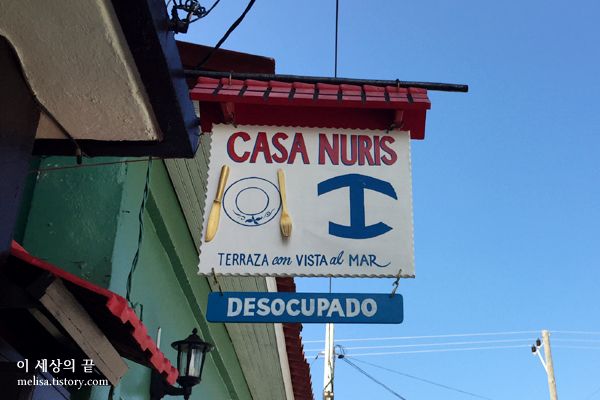 CASA NURIS
TERRAZA con VISTA al MAR
DESOCUPADO
이 세상의 끝
melisa.tistory.com